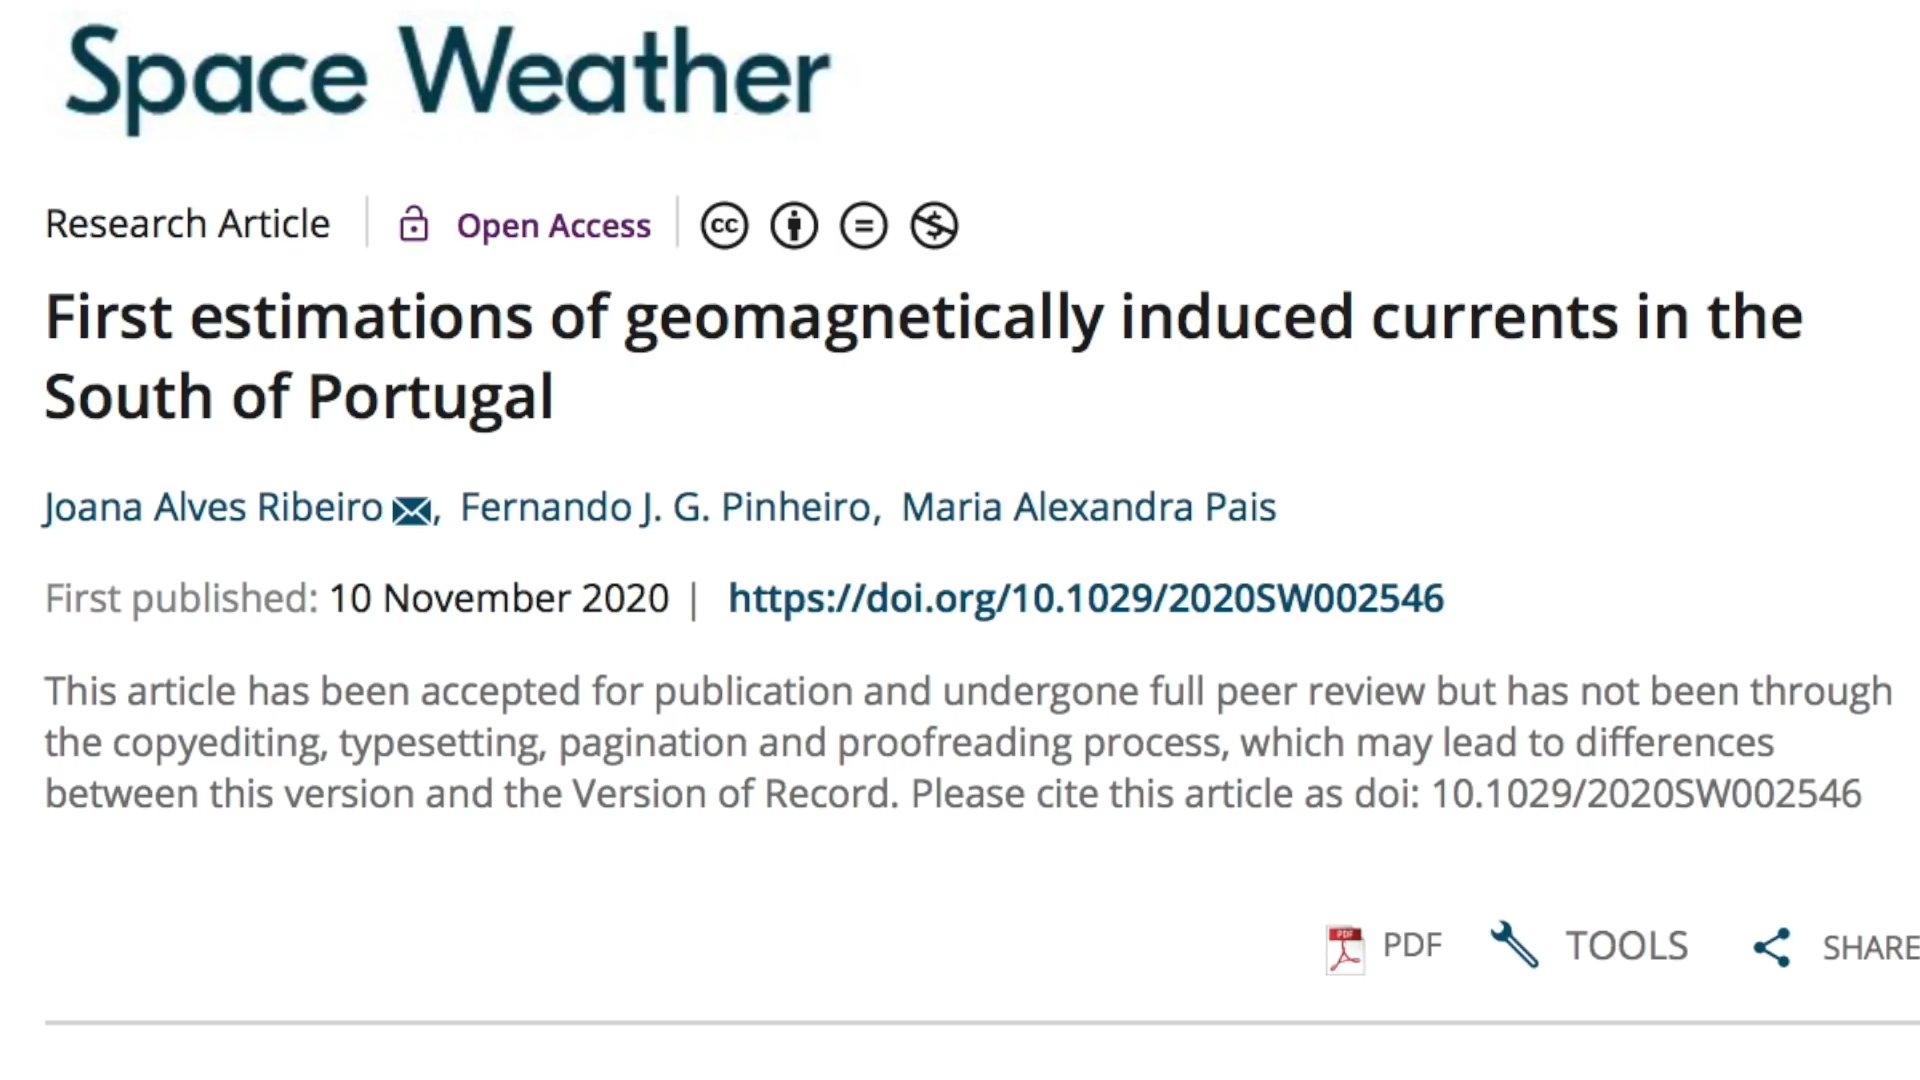 Space Weather
Research Article
Open Access
cc
First estimations of geomagnetically induced currents in the
South of Portugal
Joana Alves Ribeiro, Fernando J. G. Pinheiro, Maria Alexandra Pais
First published: 10 November 2020 | https://doi.org/10.1029/2020SW002546
This article has been accepted for publication and undergone full peer review but has not been through
the copyediting, typesetting, pagination and proofreading process, which may lead to differences
between this version and the Version of Record. Please cite this article as doi: 10.1029/2020SW002546
PDF PDF TOOLS SHARE